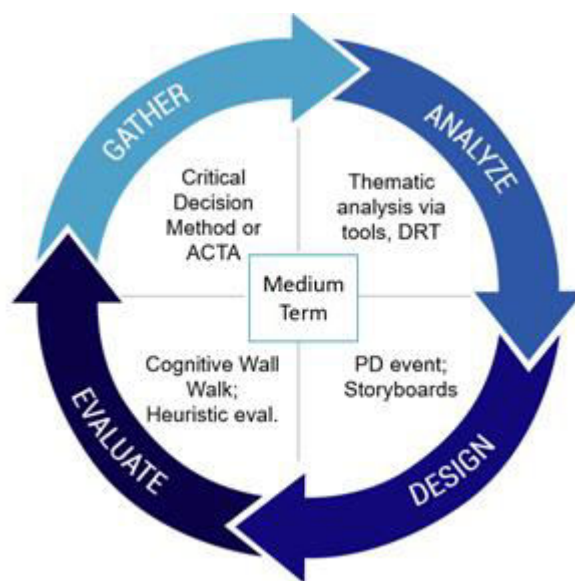 GATHER
ANALYZE
Critical
Decision
Method or
ACTA
Thematic
analysis via
tools, DRT
Medium
Term
Cognitive Wall
Walk;
Heuristic eval.
PD event;
Storyboards
EVALUATE
DESIGN